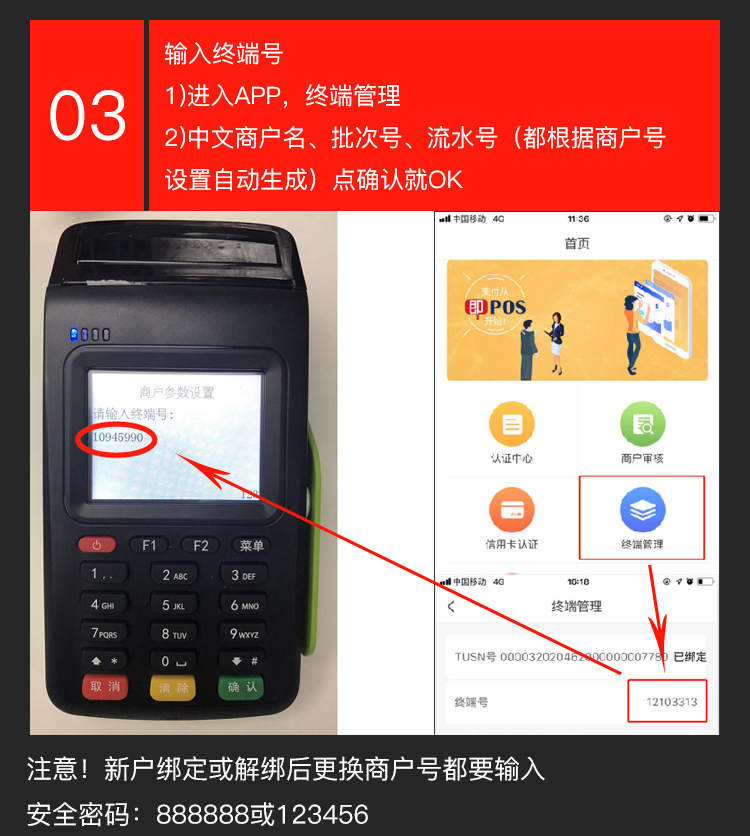 03
输入终端号
1)进入APP，终端管理
2)中文商户名、批次号、流水号（都根据商户号
设置自动生成）点确认就OK
商户参数设置
请输入终端号:
10945990
F1 F2 菜单
1.. 2 ABC 3 DEF
4 GHI 5 JKL 6 MNO
7 PQRS 8 TUV 9 WXYZ
* 0 #
取消 清除 确认
中国移动 4G 11:36
首页
支付从
即POS
开始!
认证中心 商户审核
信用卡认证 终端管理
中国移动 4G 16:18
终端管理
已绑定
终端号 12103313
注意！新户绑定或解绑后更换商户号都要输入
安全密码：888888或123456